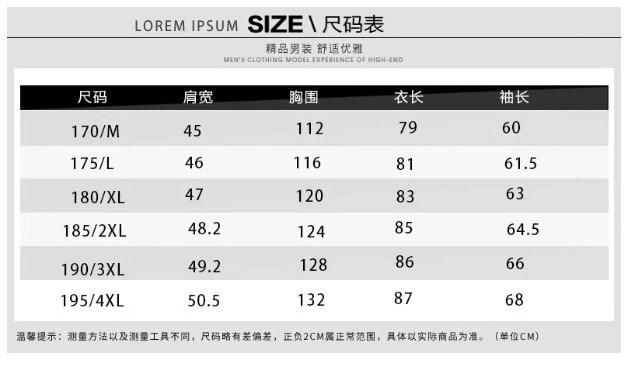 LOREM IPSUM SIZE \ 尺码表
精品男装 舒适优雅
MEN'S CLOTHING MODEL EXPERIENCE OF HIGH-END
尺码 肩宽 胸围 衣长 袖长
170/M 45 112 79 60
175/L 46 116 81 61.5
180/XL 47 120 83 63
185/2XL 48.2 124 85 64.5
190/3XL 49.2 128 86 66
195/4XL 50.5 132 87 68
温馨提示：测量方法以及测量工具不同，尺码略有差偏差，正负2CM属正常范围，具体以实际商品为准。（单位CM）